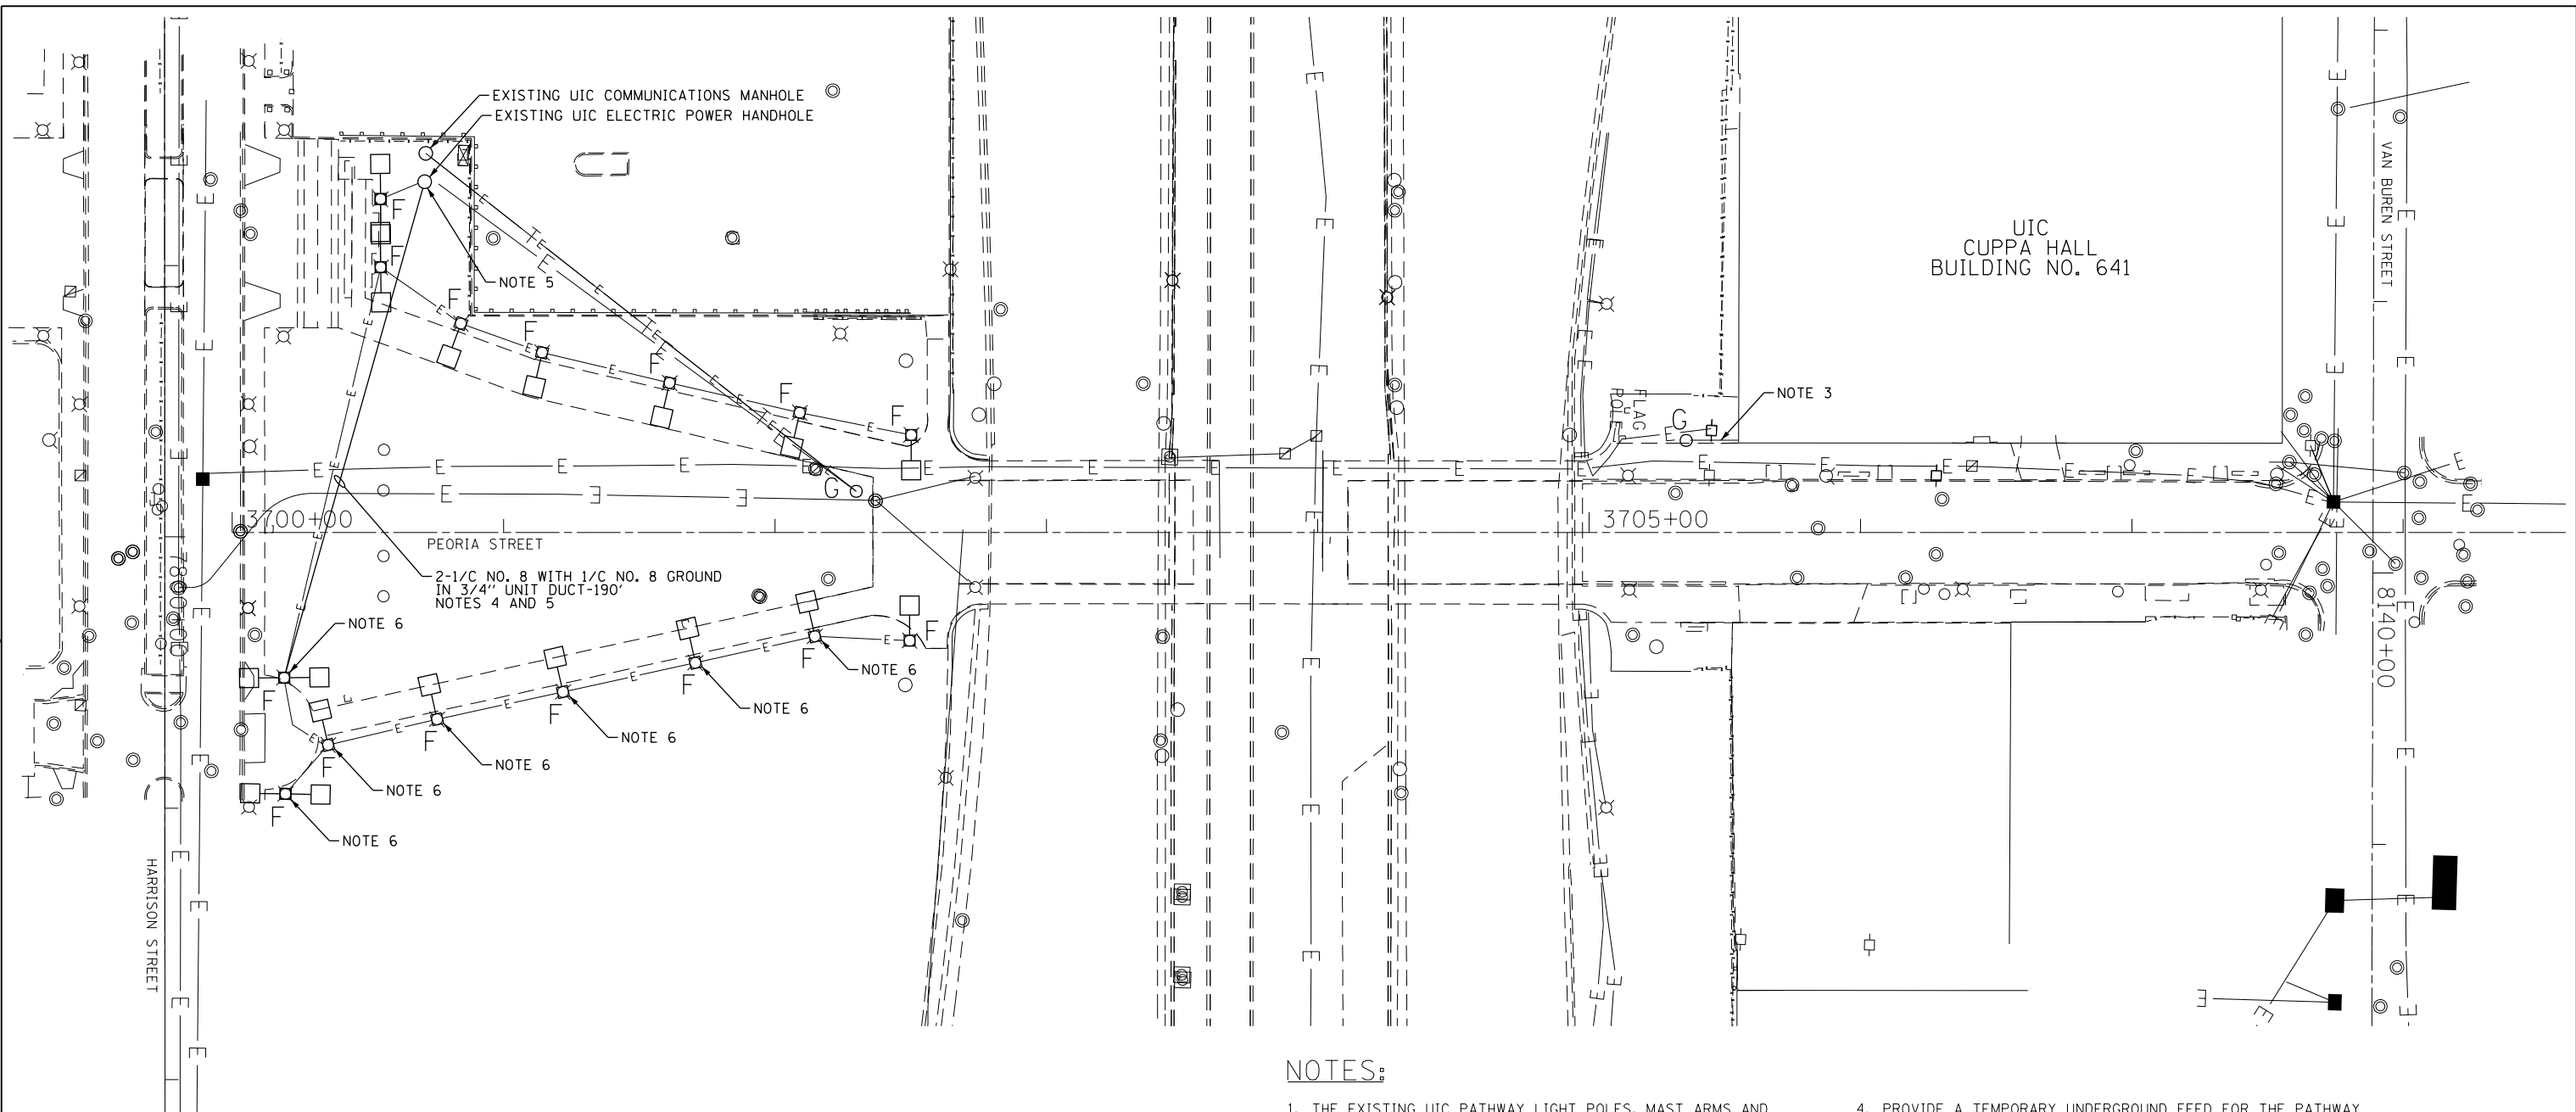 EXISTING UIC COMMUNICATIONS MANHOLE
EXISTING UIC ELECTRIC POWER HANDHOLE
NOTE 5
UIC
CUPPA HALL
BUILDING NO. 641
VAN BUREN STREET
FLAG
NOTE 3
G
F
F
F
F
F
F
F
G
3700+00
3705+00
PEORIA STREET
2-1/C NO. 8 WITH 1/C NO. 8 GROUND
IN 3/4" UNIT DUCT-190'
NOTES 4 AND 5
NOTE 6
NOTE 6
NOTE 6
NOTE 6
NOTE 6
NOTE 6
NOTE 6
F
F
F
F
F
F
F
F
8140+00
HARRISON STREET
NOTES:
1. THE EXISTING UIC PATHWAY LIGHT POLES, MAST ARMS AND
4. PROVIDE A TEMPORARY UNDERGROUND FEED FOR THE PATHWAY